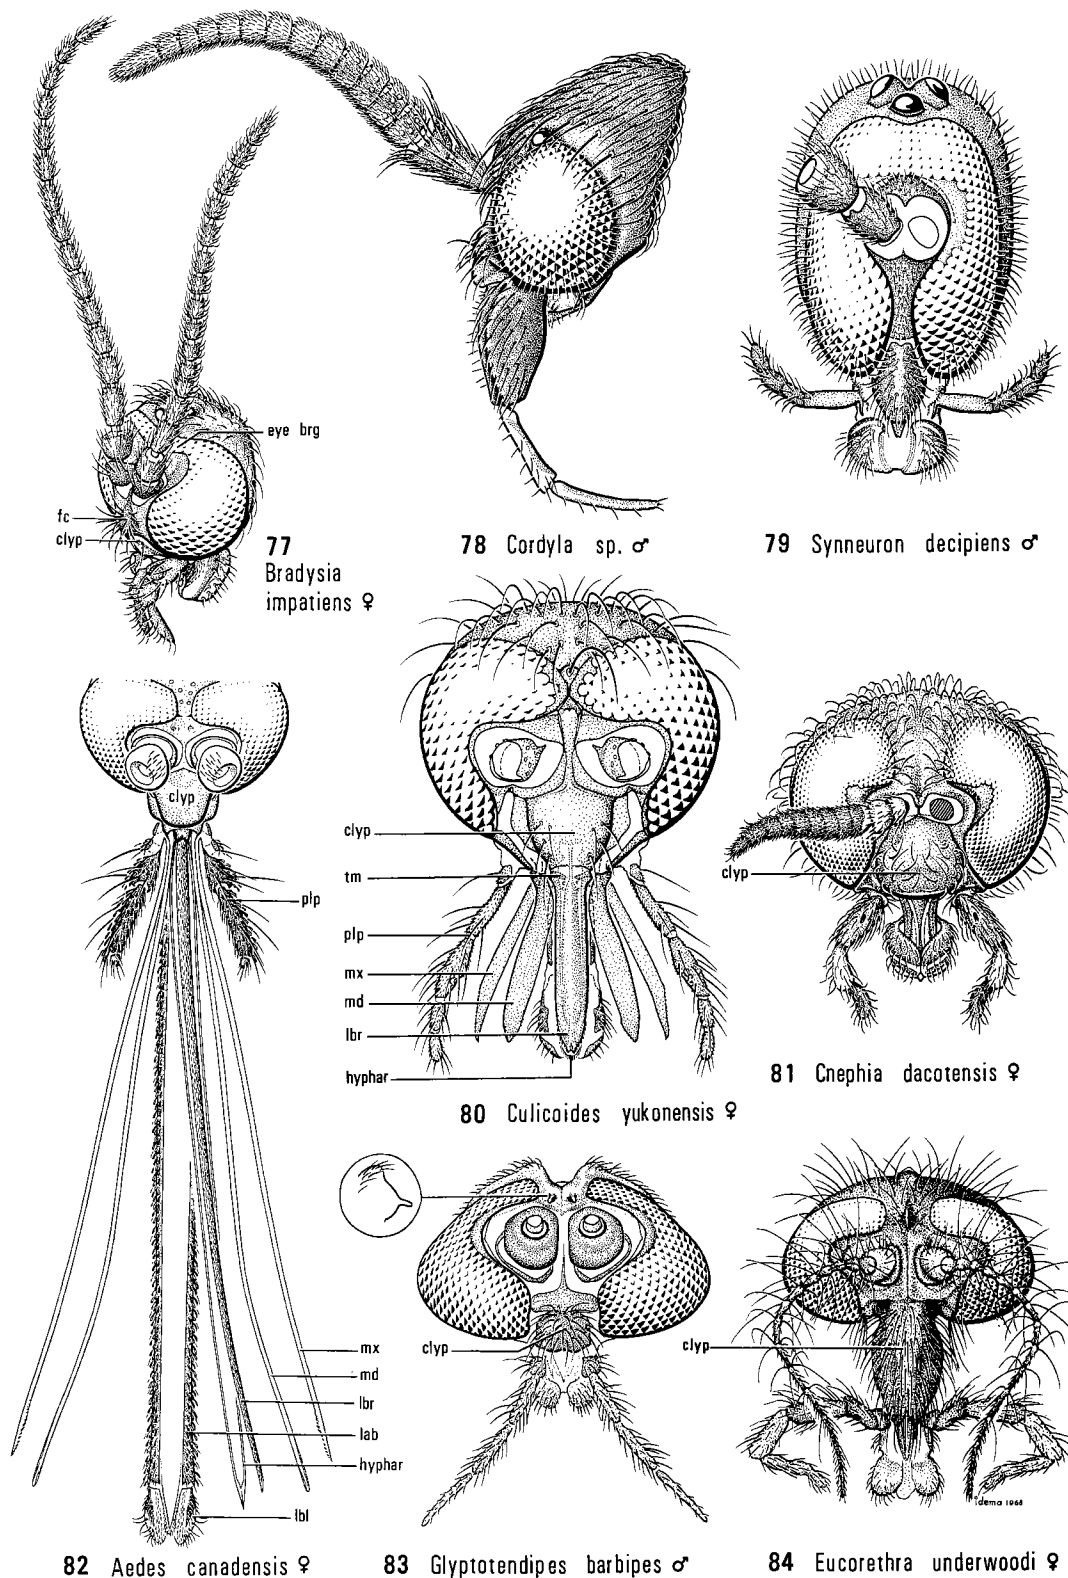 eye brg
fc
clyp
77
Bradysia
impatiens ♀
78 Cordyla sp. ♂
79 Synneuron decipiens ♂
clyp
plp
clyp
tm
plp
mx
md
lbr
hyphar
80 Culicoides yukonensis ♀
clyp
81 Cnephia dacotensis ♀
mx
md
lbr
lab
hyphar
lbl
82 Aedes canadensis ♀
clyp
83 Glyptotendipes barbipes ♂
clyp
idema 1968
84 Eucorethra underwoodi ♀